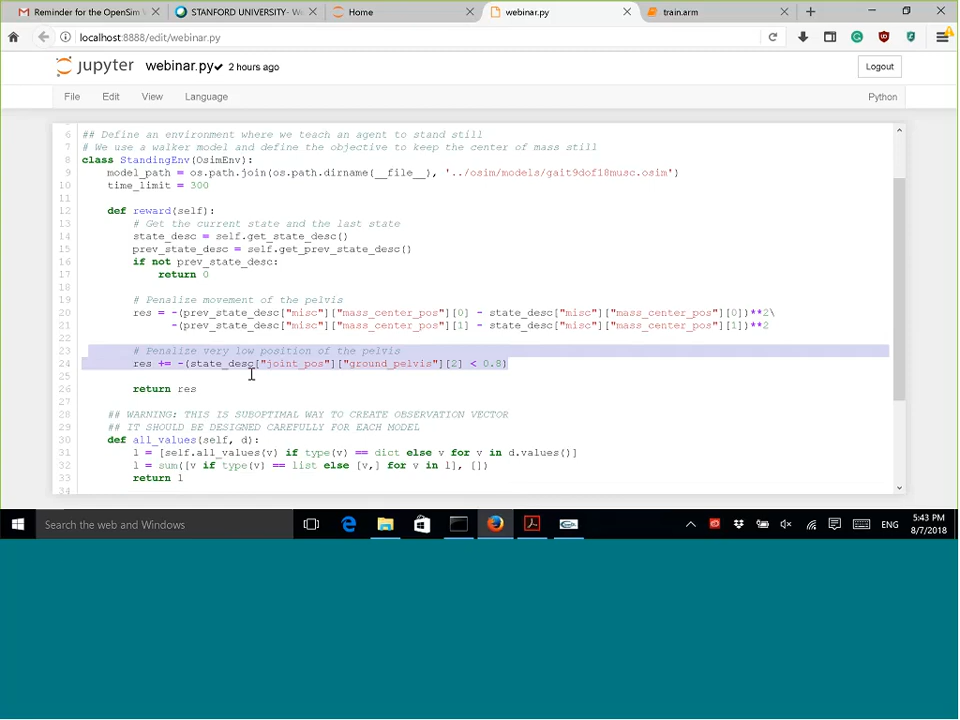 Reminder for the OpenSim
STANFORD UNIVERSITY- W
Home
webinar.py
train.arm
localhost:8888/edit/webinar.py
jupyter webinar.py✔ 2 hours ago
Logout
File Edit View Language
Python
6 ## Define an environment where we teach an agent to stand still
7 # We use a walker model and define the objective to keep the center of mass still
8 class StandingEnv(OsimEnv):
9 model_path = os.path.join(os.path.dirname(__file__), '../osim/models/gait9dof18musc.osim')
10 time_limit = 300
11
12 def reward(self):
13 # Get the current state and the last state
14 state_desc = self.get_state_desc()
15 prev_state_desc = self.get_prev_state_desc()
16 if not prev_state_desc:
17 return 0
18
19 # Penalize movement of the pelvis
20 res = -(prev_state_desc["misc"]["mass_center_pos"][0] - state_desc["misc"]["mass_center_pos"][0])**2\
21 -(prev_state_desc["misc"]["mass_center_pos"][1] - state_desc["misc"]["mass_center_pos"][1])**2
22
23 # Penalize very low position of the pelvis
24 res += -(state_desc["joint_pos"]["ground_pelvis"][2] < 0.8)
25
26 return res
27
28 ## WARNING: THIS IS SUBOPTIMAL WAY TO CREATE OBSERVATION VECTOR
29 ## IT SHOULD BE DESIGNED CAREFULLY FOR EACH MODEL
30 def all_values(self, d):
31 l = [self.all_values(v) if type(v) == dict else v for v in d.values()]
32 l = sum([v if type(v) == list else [v,] for v in l], [])
33 return l
34
Search the web and Windows
ENG
5:43 PM
8/7/2018